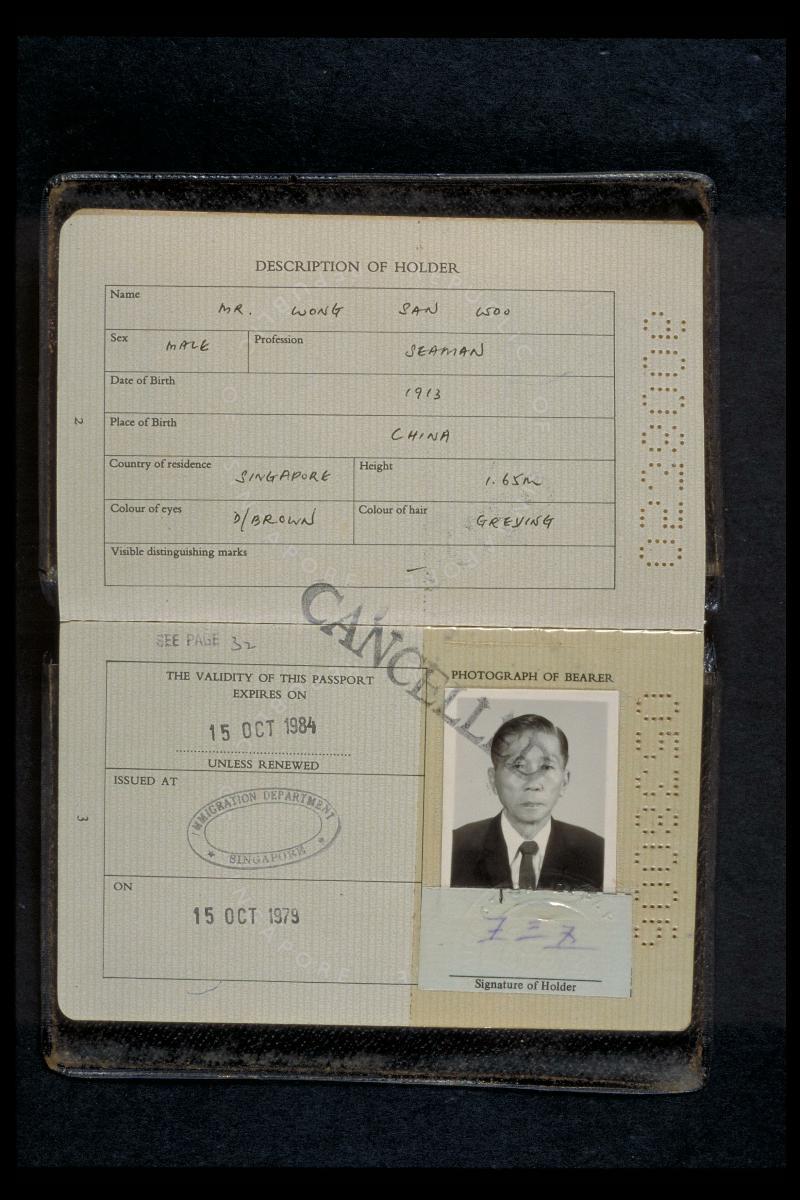 DESCRIPTION OF HOLDER
Name MR. WONG SAN WOO
Sex MALE Profession SEAMAN
Date of Birth 1913
Place of Birth CHINA
Country of residence SINGAPORE Height 1.65m
Colour of eyes D/BROWN Colour of hair GREYING
Visible distinguishing marks —
2
CANCELL
SEE PAGE 32
THE VALIDITY OF THIS PASSPORT
EXPIRES ON
15 OCT 1984
UNLESS RENEWED
ISSUED AT
IMMIGRATION DEPARTMENT
SINGAPORE
ON
15 OCT 1979
3
PHOTOGRAPH OF BEARER
Signature of Holder